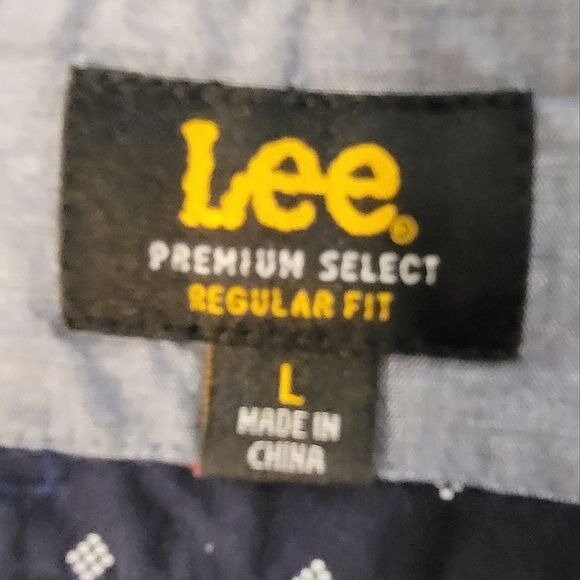 Lee®
PREMIUM SELECT
REGULAR FIT
L
MADE IN
CHINA